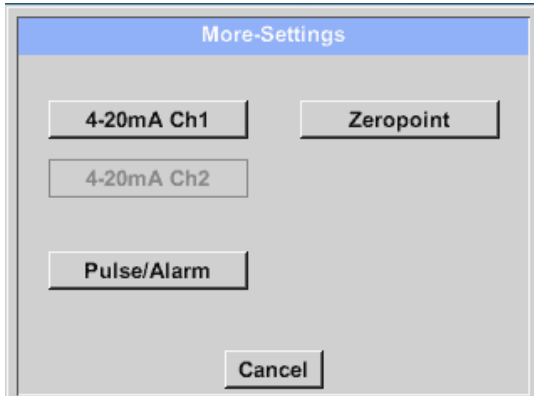 More-Settings
4-20mA Ch1
Zeropoint
4-20mA Ch2
Pulse/Alarm
Cancel